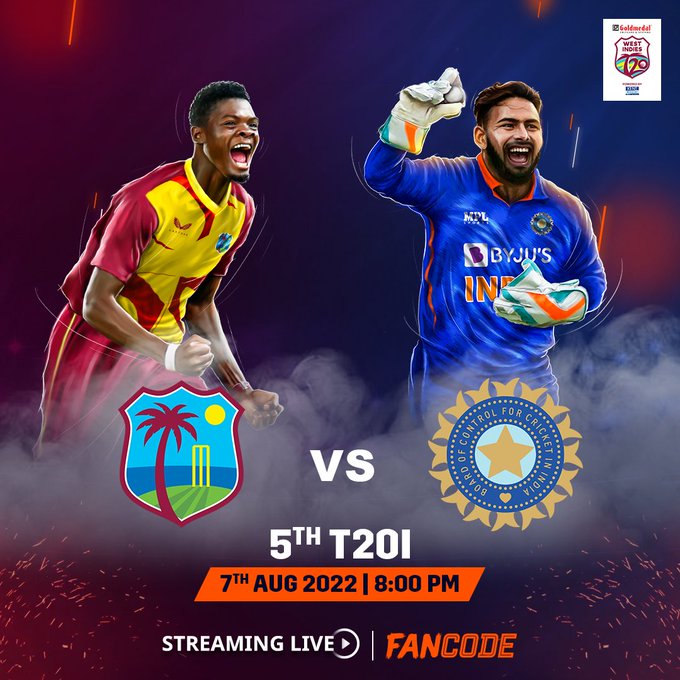 Goldmedal
WEST
INDIES
T20
MPL
SPORTS
BYJU'S
IND
BOARD OF CONTROL FOR CRICKET IN INDIA
VS
5TH T20I
7TH AUG 2022 | 8:00 PM
STREAMING LIVE | FANCODE